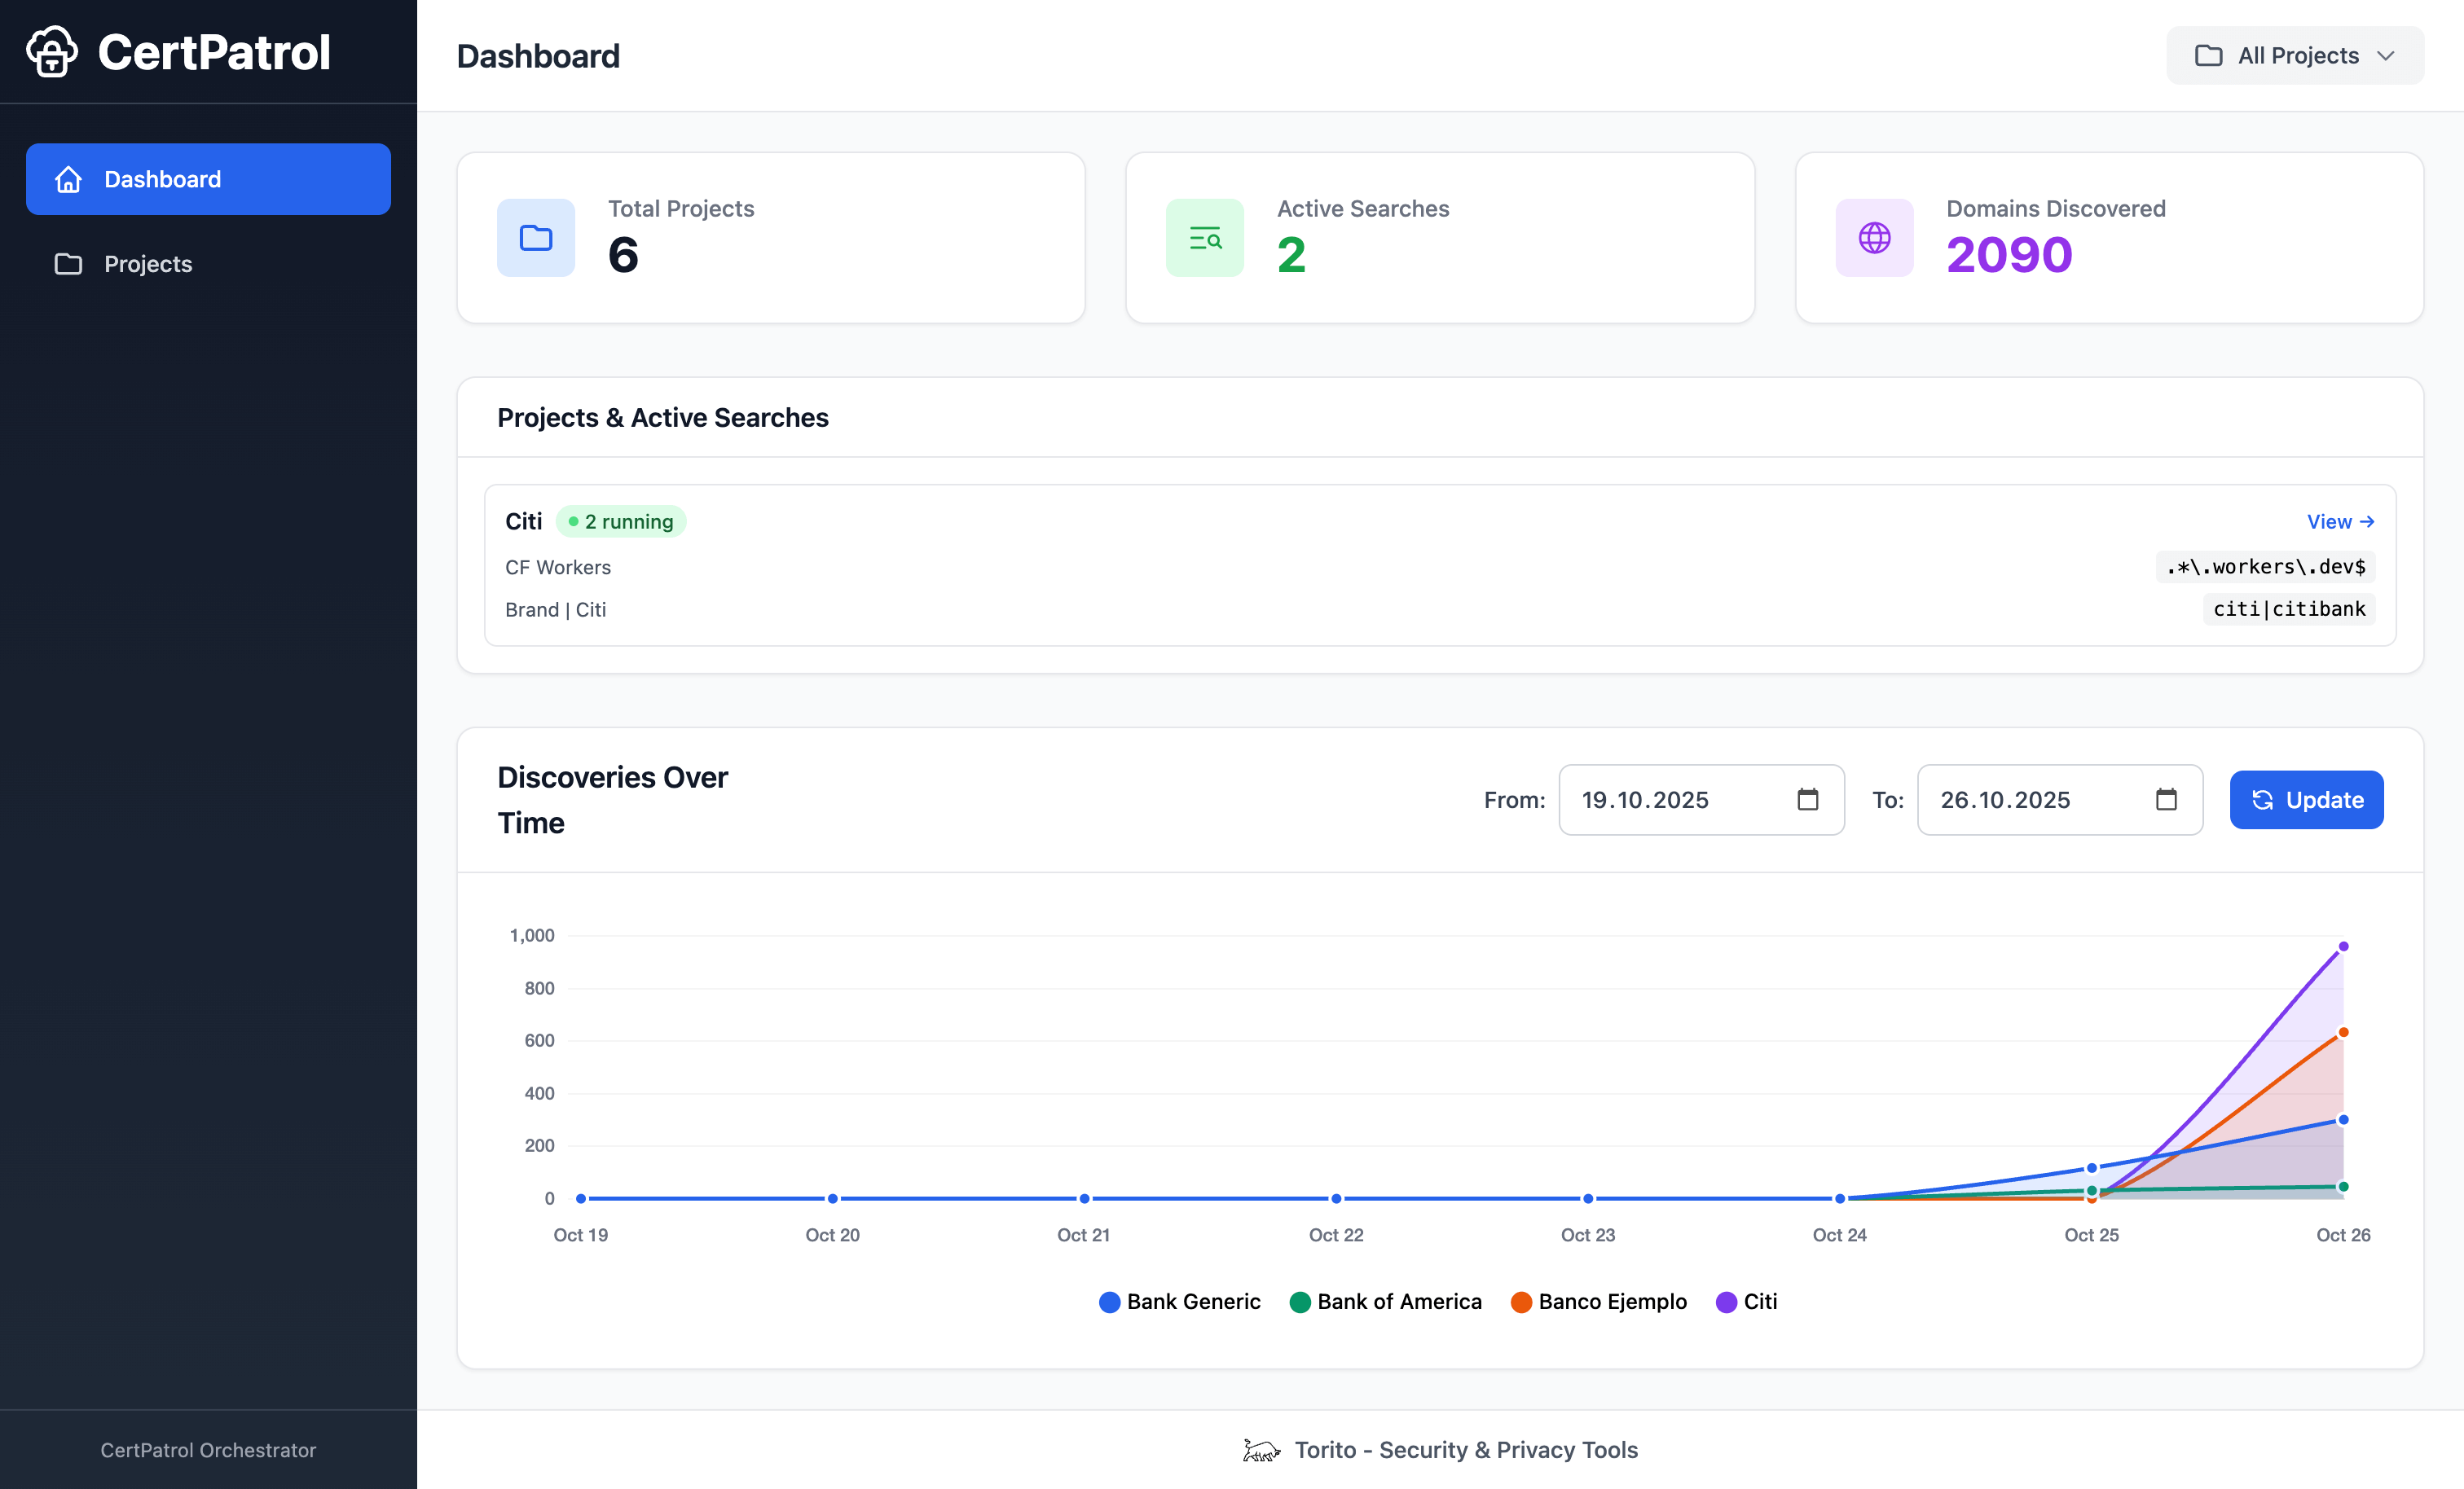 CertPatrol
Dashboard
Projects
CertPatrol Orchestrator
Dashboard
All Projects
Total Projects
6
Active Searches
2
Domains Discovered
2090
Projects & Active Searches
Citi
2 running
View →
CF Workers
.*\.workers\.dev$
Brand | Citi
citi|citibank
Discoveries Over
Time
From:
19.10.2025
To:
26.10.2025
Update
1,000
800
600
400
200
0
Oct 19
Oct 20
Oct 21
Oct 22
Oct 23
Oct 24
Oct 25
Oct 26
Bank Generic
Bank of America
Banco Ejemplo
Citi
Torito - Security & Privacy Tools